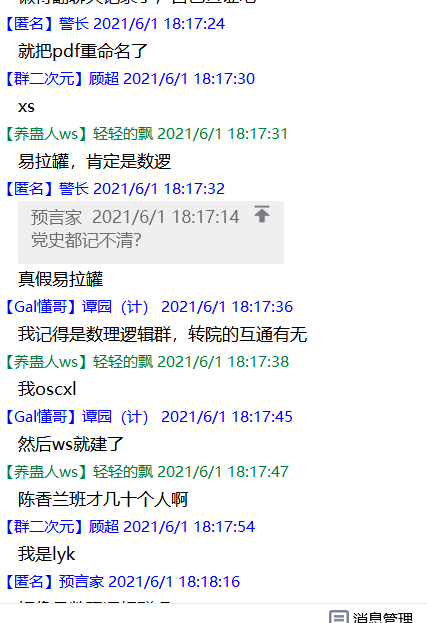 【匿名】警长 2021/6/1 18:17:24
就把pdf重命名了
【群二次元】顾超 2021/6/1 18:17:30
xs
【养蛊人ws】轻轻的飘 2021/6/1 18:17:31
易拉罐，肯定是数逻
【匿名】警长 2021/6/1 18:17:32
预言家 2021/6/1 18:17:14
党史都记不清?
真假易拉罐
【Gal懂哥】谭园（计） 2021/6/1 18:17:36
我记得是数理逻辑群，转院的互通有无
【养蛊人ws】轻轻的飘 2021/6/1 18:17:38
我oscxl
【Gal懂哥】谭园（计） 2021/6/1 18:17:45
然后ws就建了
【养蛊人ws】轻轻的飘 2021/6/1 18:17:47
陈香兰班才几十个人啊
【群二次元】顾超 2021/6/1 18:17:54
我是lyk
【匿名】预言家 2021/6/1 18:18:16
消息管理